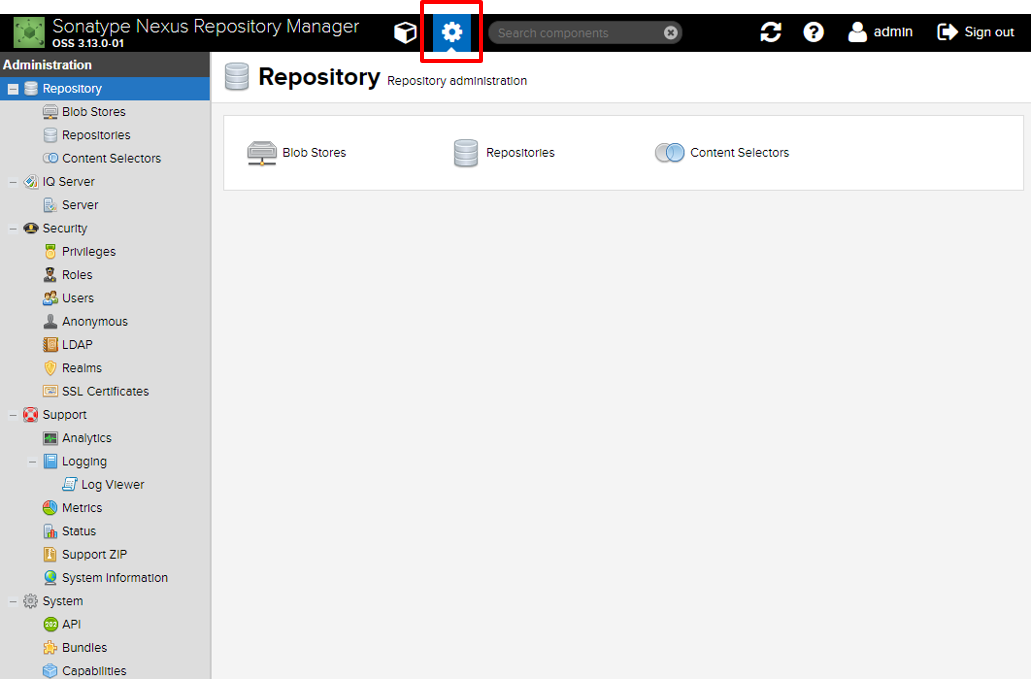 Sonatype Nexus Repository Manager
OSS 3.13.0-01
Search components
admin
Sign out
Administration
Repository
Blob Stores
Repositories
Content Selectors
IQ Server
Server
Security
Privileges
Roles
Users
Anonymous
LDAP
Realms
SSL Certificates
Support
Analytics
Logging
Log Viewer
Metrics
Status
Support ZIP
System Information
System
API
Bundles
Capabilities
Repository Repository administration
Blob Stores Repositories Content Selectors